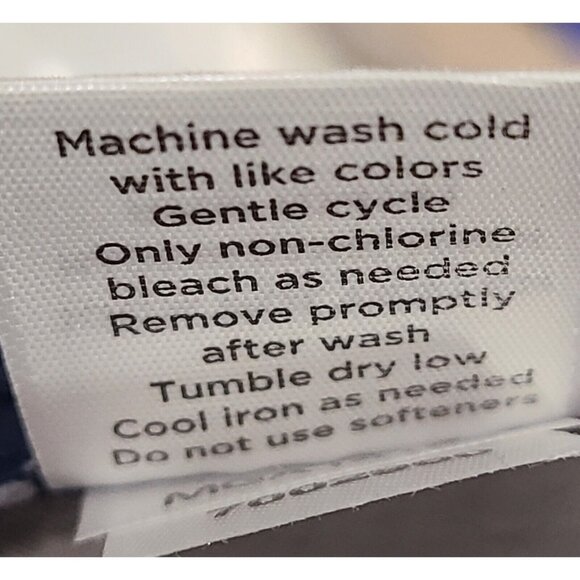 Machine wash cold
with like colors
Gentle cycle
Only non-chlorine
bleach as needed
Remove promptly
after wash
Tumble dry low
Cool iron as needed
Do not use softeners